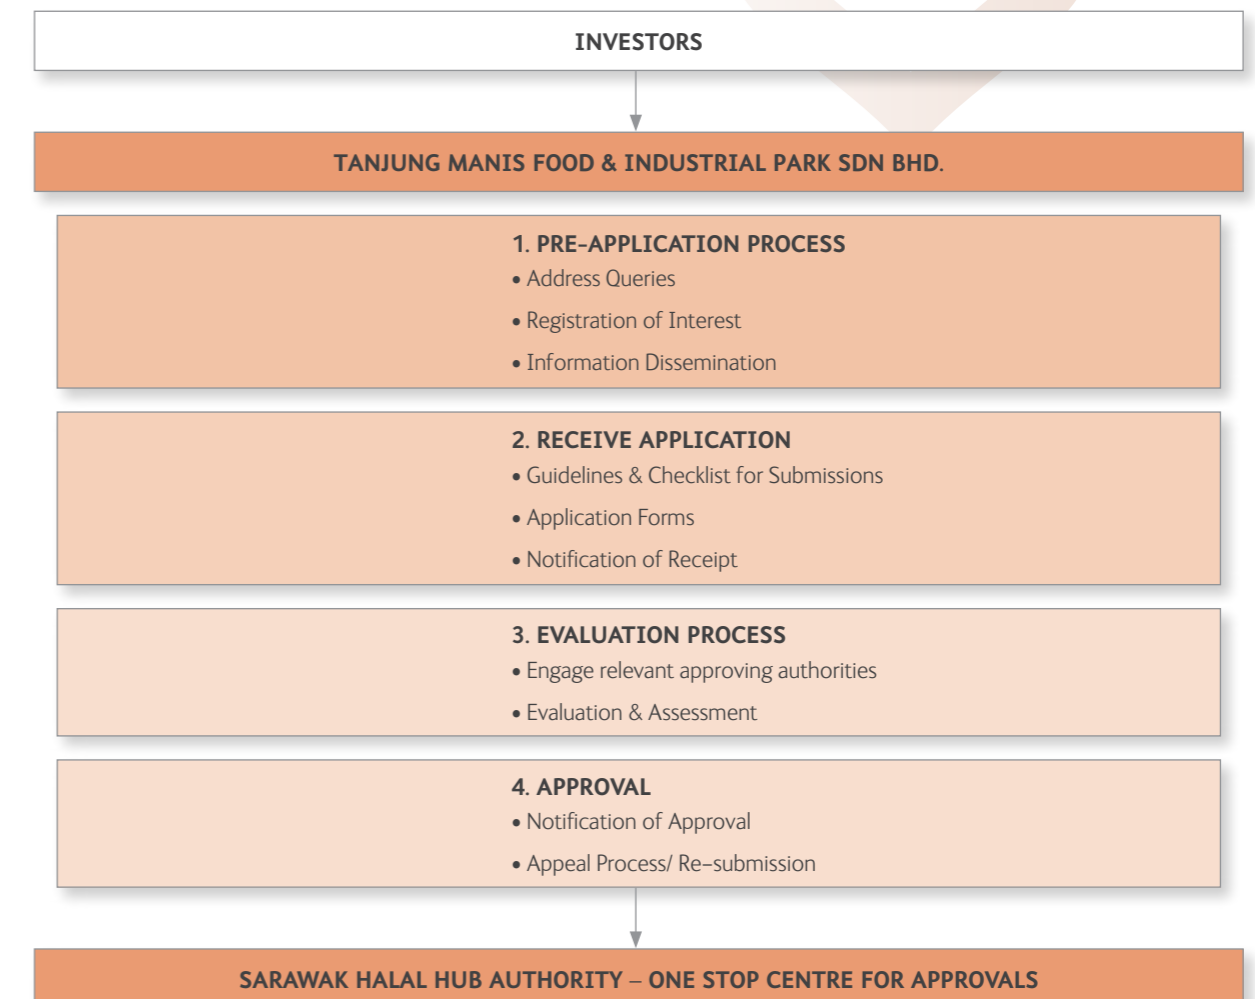 INVESTORS
TANJUNG MANIS FOOD & INDUSTRIAL PARK SDN BHD.
1. PRE-APPLICATION PROCESS
• Address Queries
• Registration of Interest
• Information Dissemination
2. RECEIVE APPLICATION
• Guidelines & Checklist for Submissions
• Application Forms
• Notification of Receipt
3. EVALUATION PROCESS
• Engage relevant approving authorities
• Evaluation & Assessment
4. APPROVAL
• Notification of Approval
• Appeal Process/ Re-submission
SARAWAK HALAL HUB AUTHORITY – ONE STOP CENTRE FOR APPROVALS